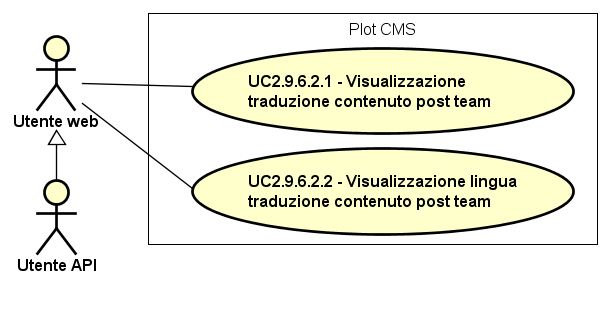 Plot CMS
UC2.9.6.2.1 - Visualizzazione
traduzione contenuto post team
Utente web
UC2.9.6.2.2 - Visualizzazione lingua
traduzione contenuto post team
Utente API